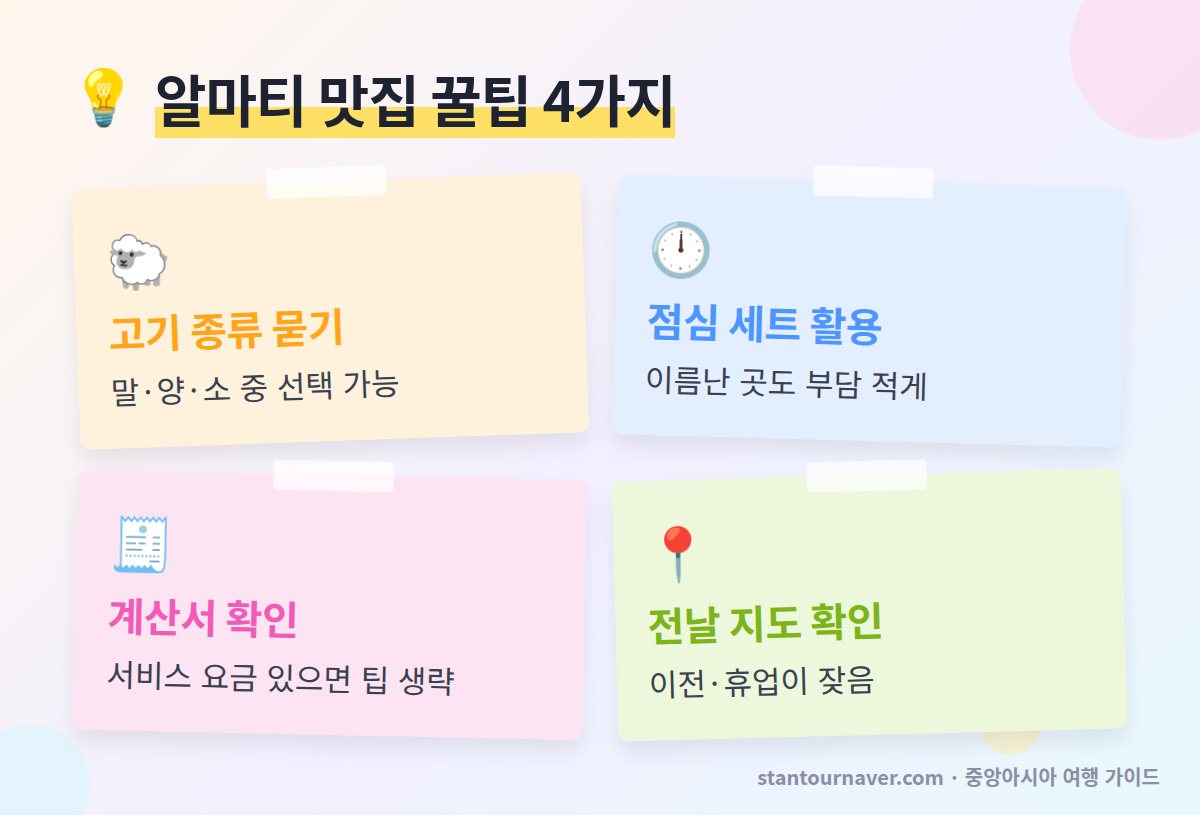 알마티 맛집 꿀팁 4가지
고기 종류 묻기
말·양·소 중 선택 가능
점심 세트 활용
이름난 곳도 부담 적게
계산서 확인
서비스 요금 있으면 팁 생략
전날 지도 확인
이전·휴업이 잦음
stantournaver.com · 중앙아시아 여행 가이드